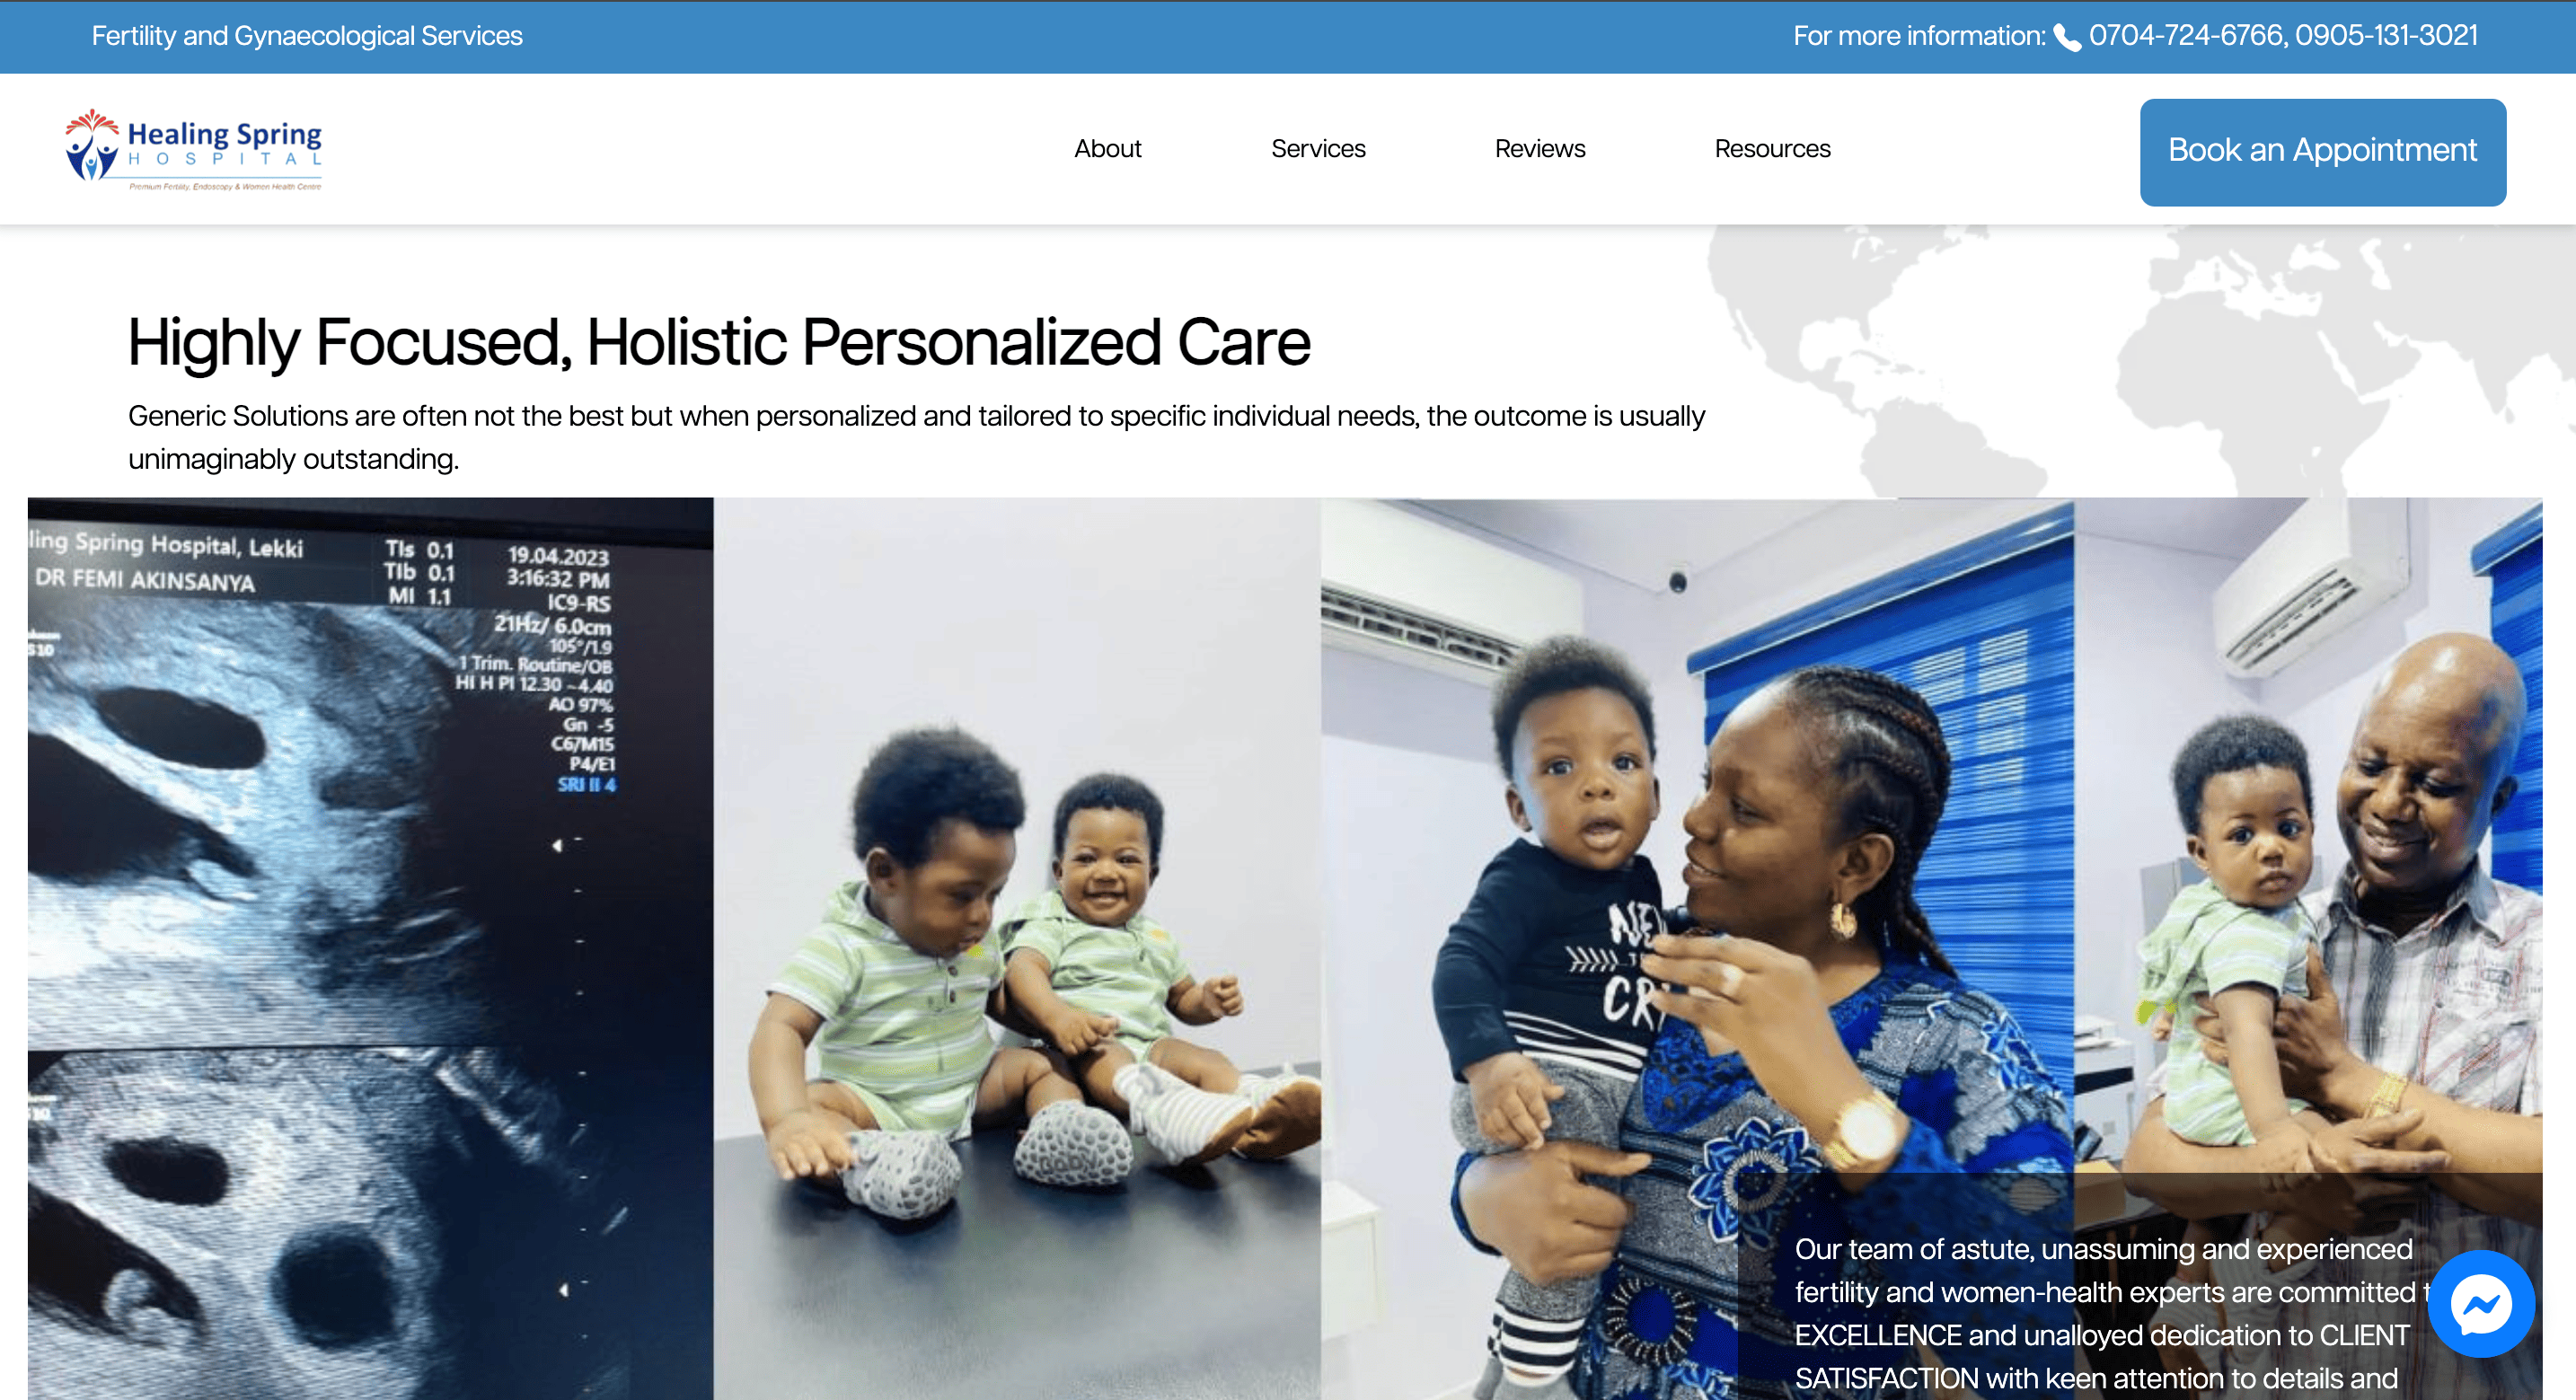 Fertility and Gynaecological Services
For more information: 0704-724-6766, 0905-131-3021
Healing Spring
HOSPITAL
Premium Fertility, Endoscopy & Women Health Centre
About
Services
Reviews
Resources
Book an Appointment
Highly Focused, Holistic Personalized Care
Generic Solutions are often not the best but when personalized and tailored to specific individual needs, the outcome is usually
unimaginably outstanding.
ling Spring Hospital, Lekki
DR FEMI AKINSANYA
TIs 0.1
TIb 0.1
MI 1.1
19.04.2023
3:16:32 PM
IC9-RS
21Hz/ 6.0cm
105°/1.9
1 Trim. Routine/OB
HI H PI 12.30 - 4.40
AO 97%
Gn -5
C6/M15
P4/E1
SRI II 4
S10
10
BABY
NEW
CR
Our team of astute, unassuming and experienced
fertility and women-health experts are committed t
EXCELLENCE and unalloyed dedication to CLIENT
SATISFACTION with keen attention to details and